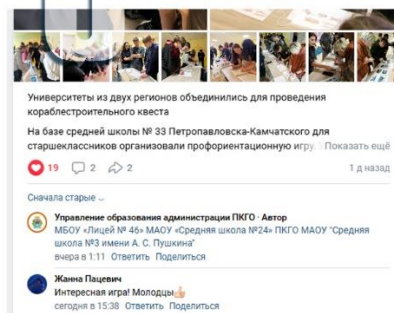 Университеты из двух регионов объединились для проведения
кораблестроительного квеста
На базе средней школы № 33 Петропавловска-Камчатского для
старшеклассников организовали профориентационную игру. Показать ещё
19 2 2 1 д назад
Сначала старые
Управление образования администрации ПКГО · Автор
МБОУ «Лицей № 46» МАОУ «Средняя школа №24» ПКГО МАОУ "Средняя
школа №3 имени А. С. Пушкина"
вчера в 1:11 Ответить Поделиться
Жанна Пацевич
Интересная игра! Молодцы👍
сегодня в 15:38 Ответить Поделиться